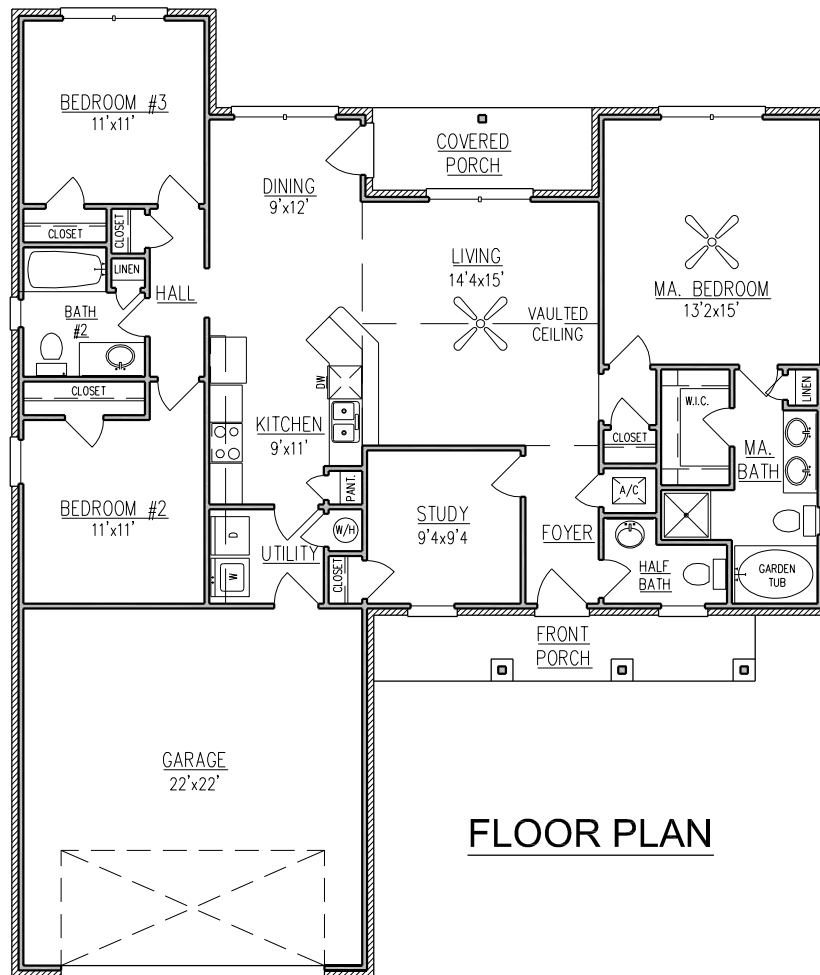 BEDROOM #3
11'x11'
COVERED
PORCH
DINING
9'x12'
CLOSET
CLOSET
LIVING
14'4x15'
LINEN
HALL
MA. BEDROOM
13'2x15'
BATH
#2
VAULTED
CEILING
DW
CLOSET
W.I.C.
LINEN
KITCHEN
9'x11'
CLOSET
MA.
BATH
PANT.
A/C
BEDROOM #2
11'x11'
STUDY
9'4x9'4
D
W/H
UTILITY
FOYER
W
CLOSET
HALF
BATH
GARDEN
TUB
FRONT
PORCH
GARAGE
22'x22'
FLOOR PLAN